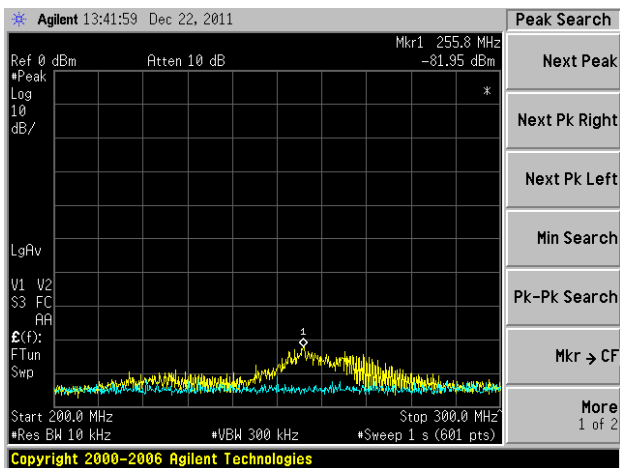 Agilent 13:41:59 Dec 22, 2011
Peak Search
Mkr1 255.8 MHz
Ref 0 dBm Atten 10 dB -81.95 dBm
#Peak
Log
10
dB/
*
LgAv
V1 V2
S3 FC
AA
£(f):
FTun
Swp
1
Start 200.0 MHz Stop 300.0 MHz^
#Res BW 10 kHz #VBW 300 kHz #Sweep 1 s (601 pts)
Copyright 2000-2006 Agilent Technologies
Next Peak
Next Pk Right
Next Pk Left
Min Search
Pk-Pk Search
Mkr → CF
More
1 of 2